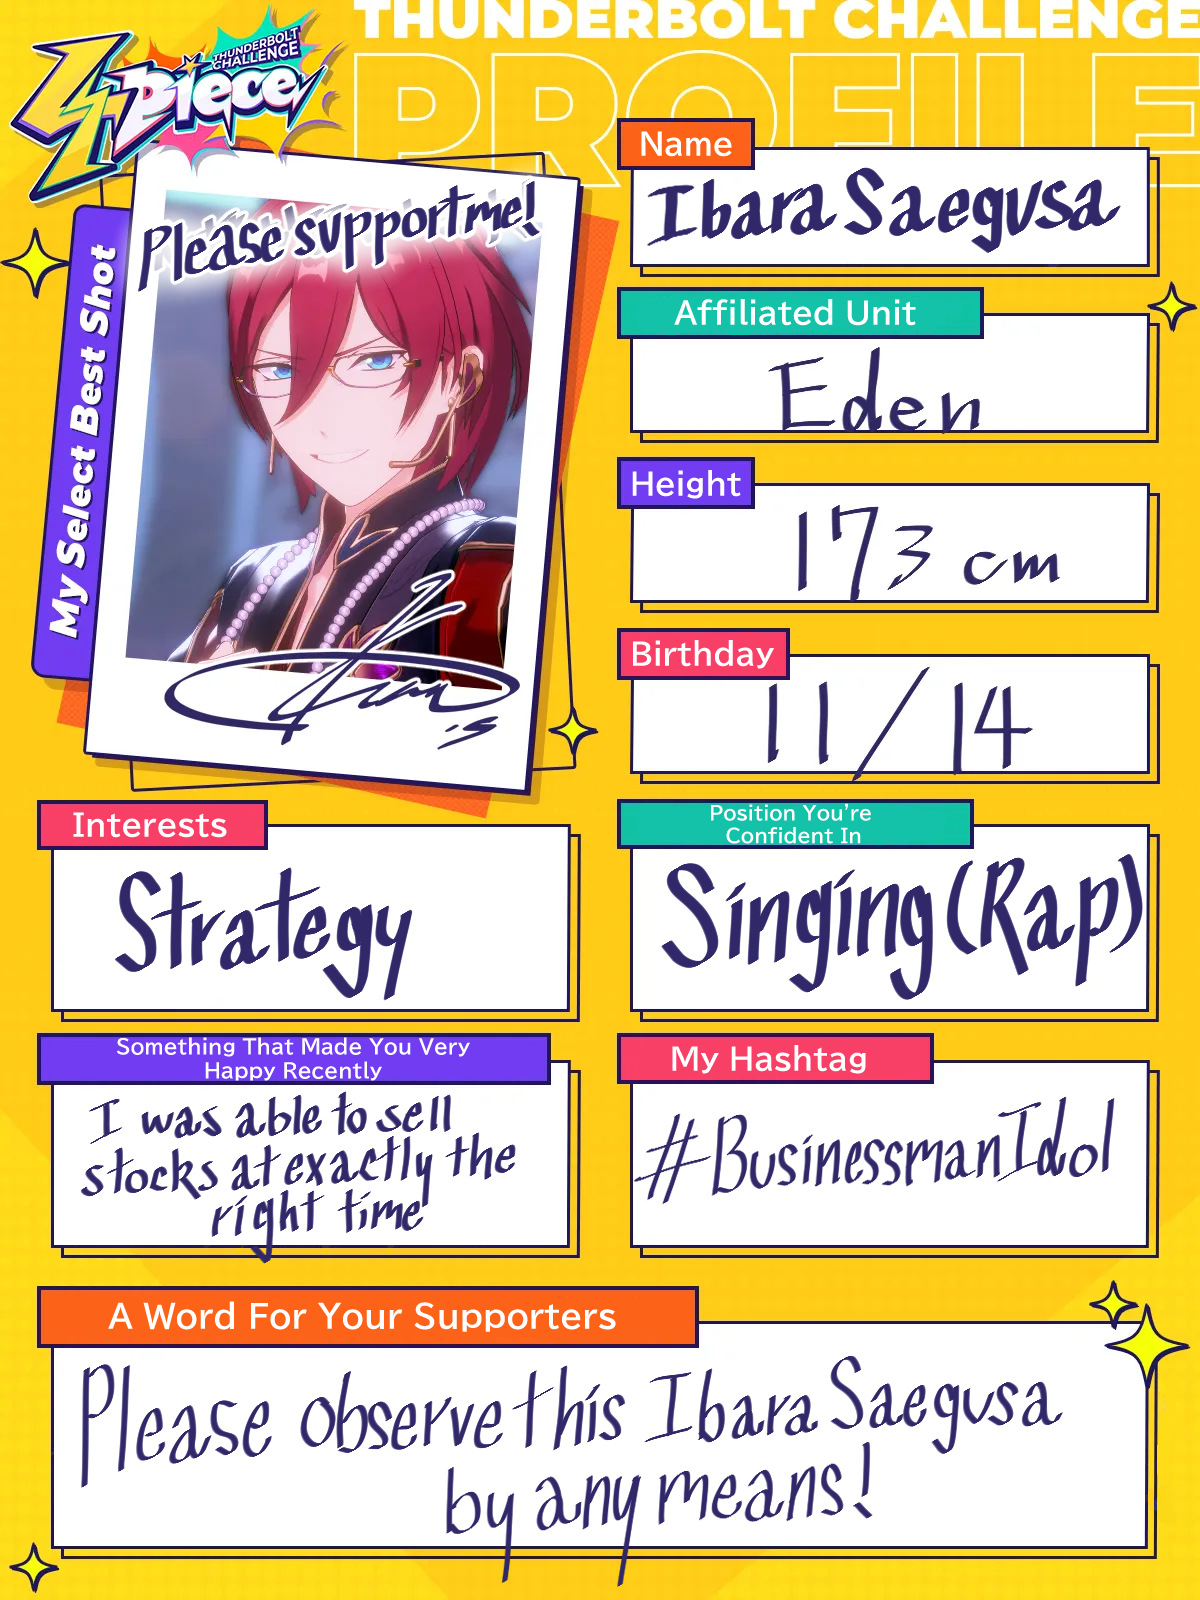 THUNDERBOLT CHALLENGE
PROFILE
THUNDERBOLT
CHALLENGE
4Piece
My Select Best Shot
Please support me!
Name
Ibara Saegusa
Affiliated Unit
Eden
Height
173 cm
Birthday
11/14
Interests
Strategy
Position You're
Confident In
Singing (Rap)
Something That Made You Very
Happy Recently
I was able to sell
stocks at exactly the
right time
My Hashtag
#BusinessmanIdol
A Word For Your Supporters
Please observe this Ibara Saegusa
by any means!